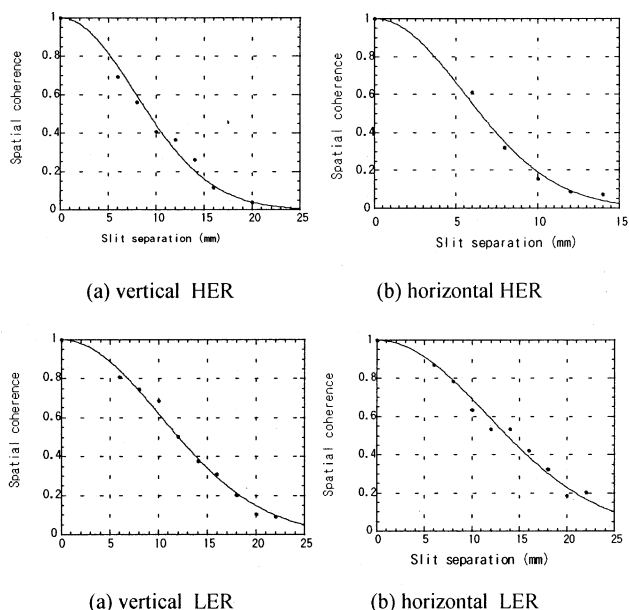 1
0.8
0.6
0.4
0.2
0
0 5 10 15 20 25
Spatial coherence
Slit separation (mm)
(a) vertical HER
1
0.8
0.6
0.4
0.2
0
0 5 10 15
Spatial coherence
Slit separation (mm)
(b) horizontal HER
1
0.8
0.6
0.4
0.2
0
0 5 10 15 20 25
Spatial coherence
Slit separation (mm)
(a) vertical LER
1
0.8
0.6
0.4
0.2
0
0 5 10 15 20 25
Spatial coherence
Slit separation (mm)
(b) horizontal LER